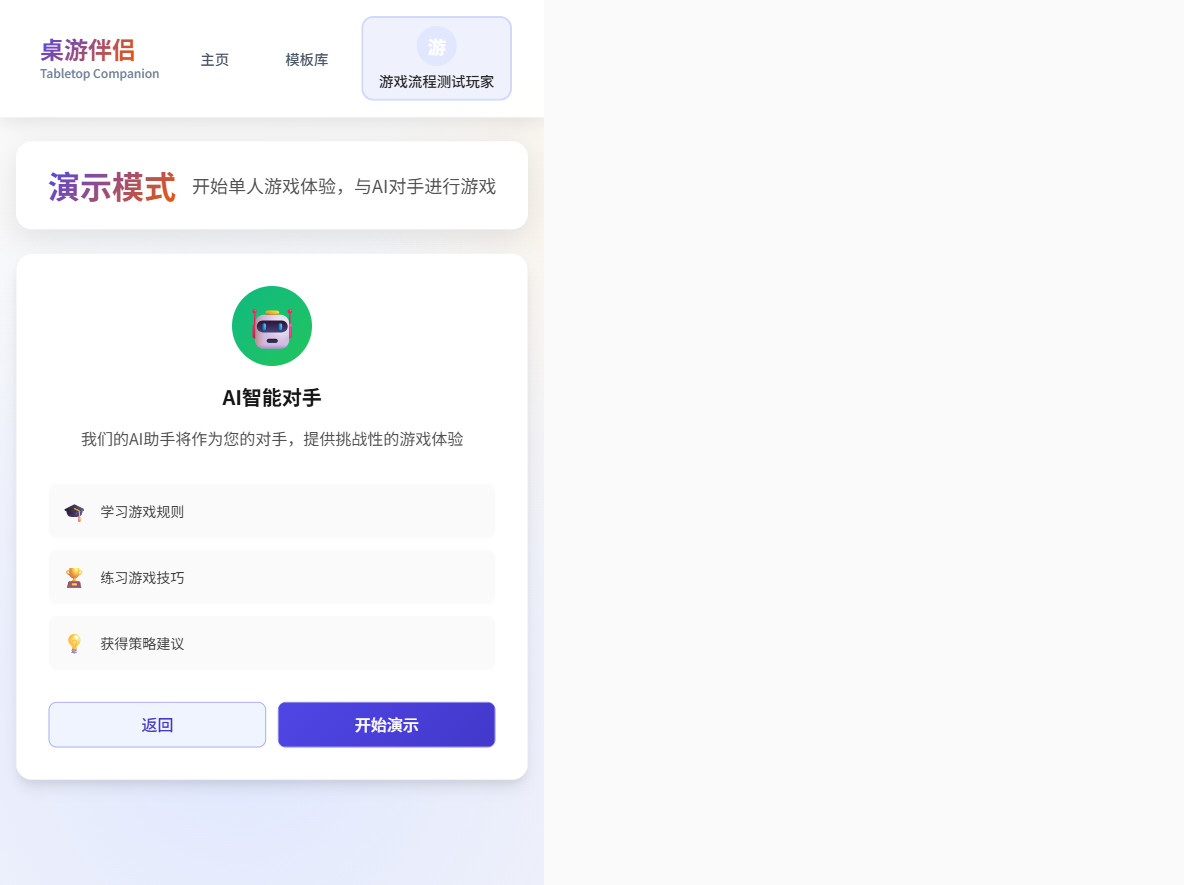 桌游伴侣
Tabletop Companion
主页
模板库
游
游戏流程测试玩家
演示模式
开始单人游戏体验，与AI对手进行游戏
AI智能对手
我们的AI助手将作为您的对手，提供挑战性的游戏体验
学习游戏规则
练习游戏技巧
获得策略建议
返回
开始演示